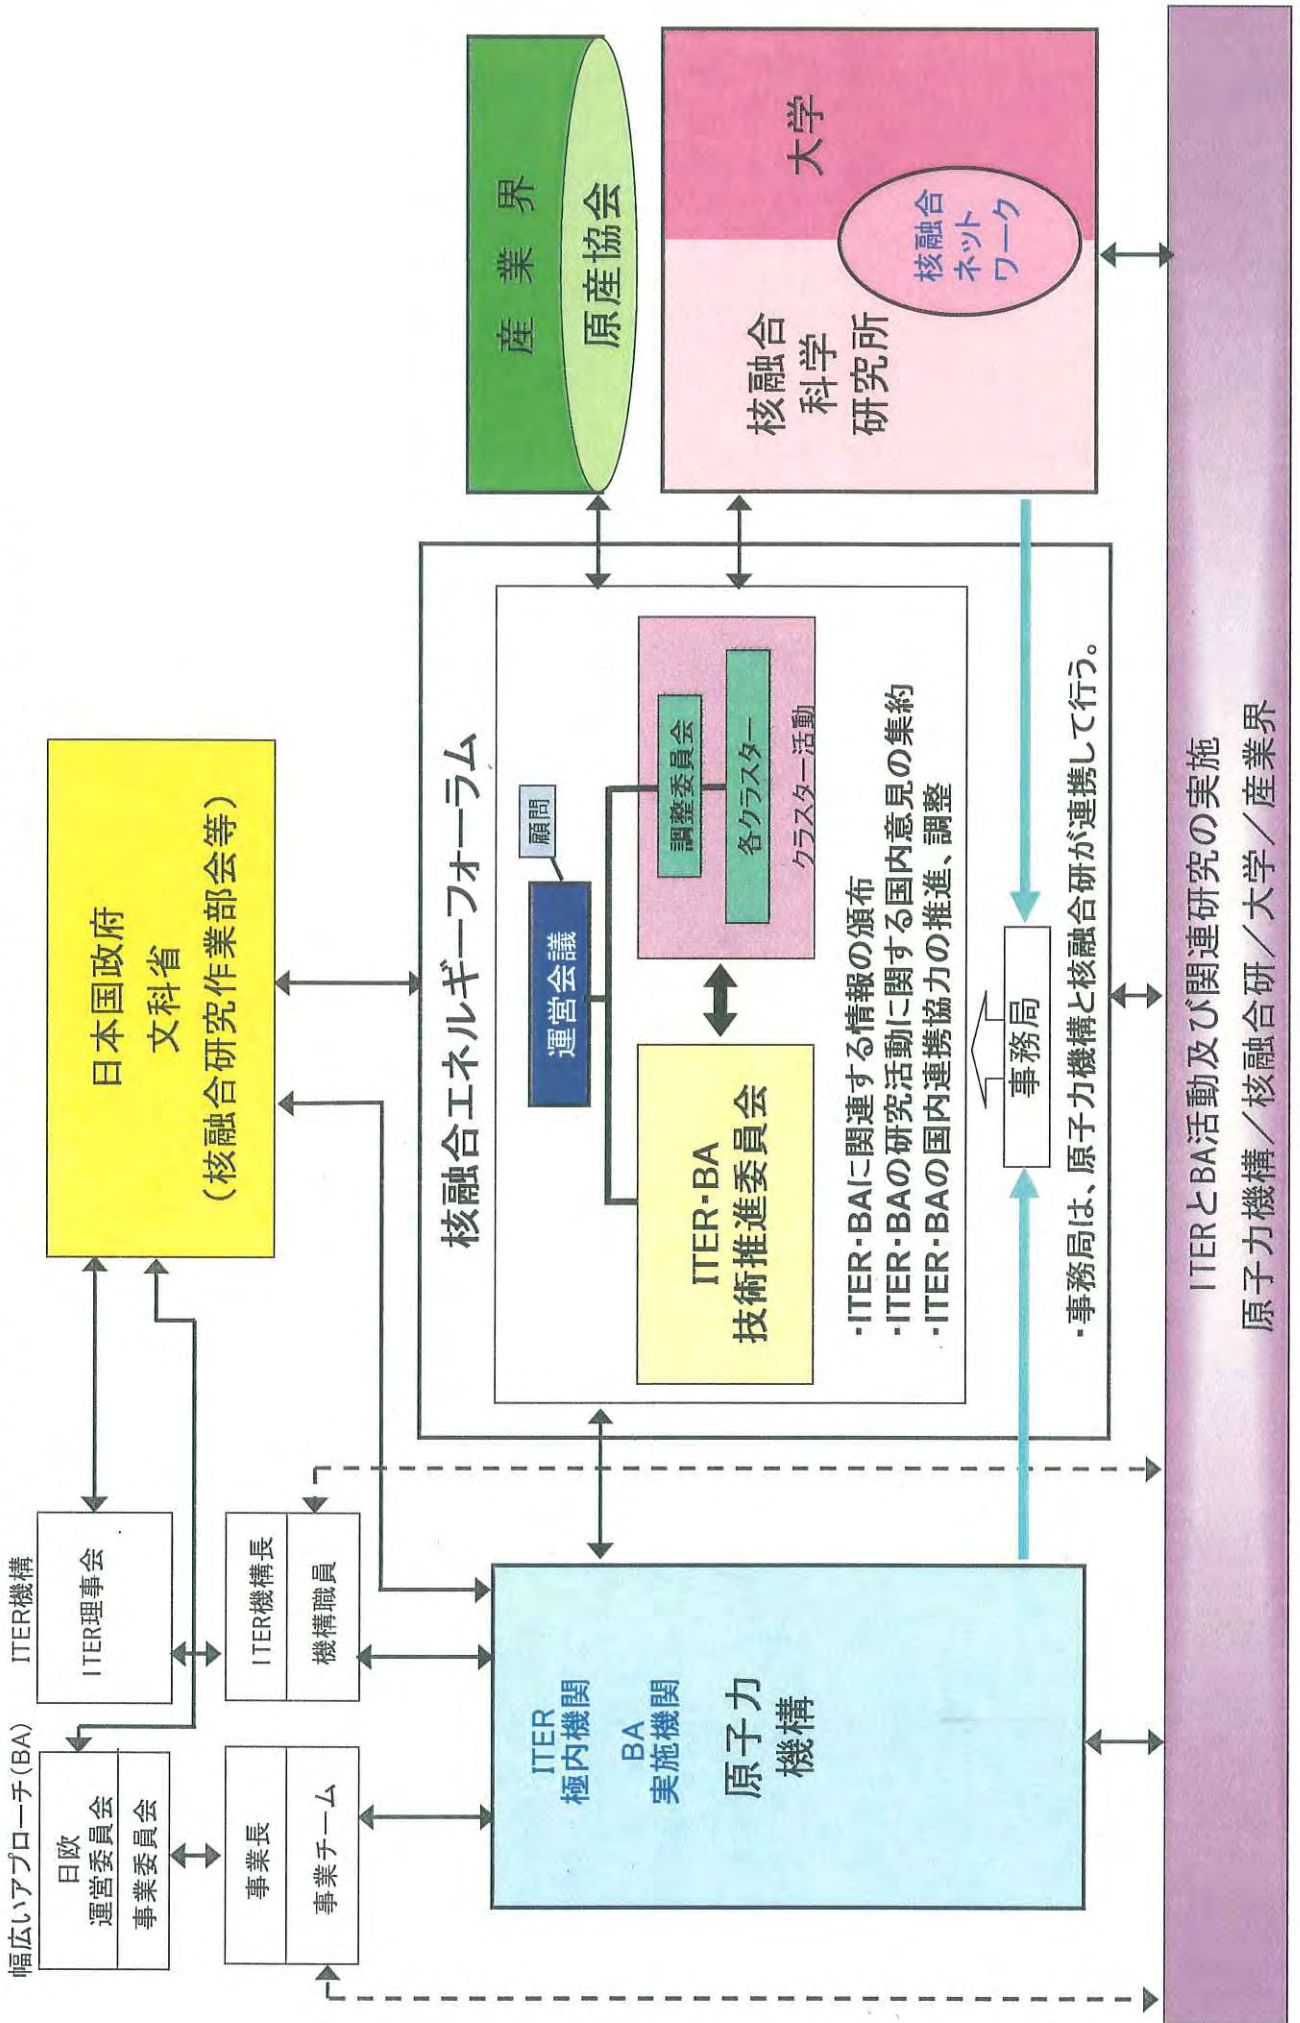 幅広いアプローチ(BA)
日欧
運営委員会
事業委員会
事業長
事業チーム
ITER機構
ITER理事会
ITER機構長
機構職員
日本国政府
文科省
(核融合研究作業部会等)
ITER
極内機関
BA
実施機関
原子力
機構
核融合エネルギーフォーラム
運営会議
顧問
ITER・BA
技術推進委員会
調整委員会
各クラスター
クラスター活動
・ITER・BAに関連する情報の頒布
・ITER・BAの研究活動に関する国内意見の集約
・ITER・BAの国内連携協力の推進、調整
事務局
・事務局は、原子力機構と核融合研が連携して行う。
産業界
原産協会
核融合
科学
研究所
大学
核融合
ネット
ワーク
ITERとBA活動及び関連研究の実施
原子力機構/核融合研/大学/産業界